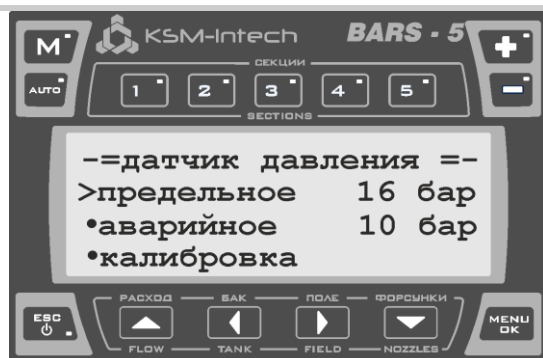 M
KSM-Intech
BARS - 5
+
AUTO
СЕКЦИИ
1 2 3 4 5
SECTIONS
-
-=датчик давления =-
>предельное 16 бар
•аварийное 10 бар
•калибровка
ESC
РАСХОД БАК ПОЛЕ ФОРСУНКИ
FLOW TANK FIELD NOZZLES
MENU
OK